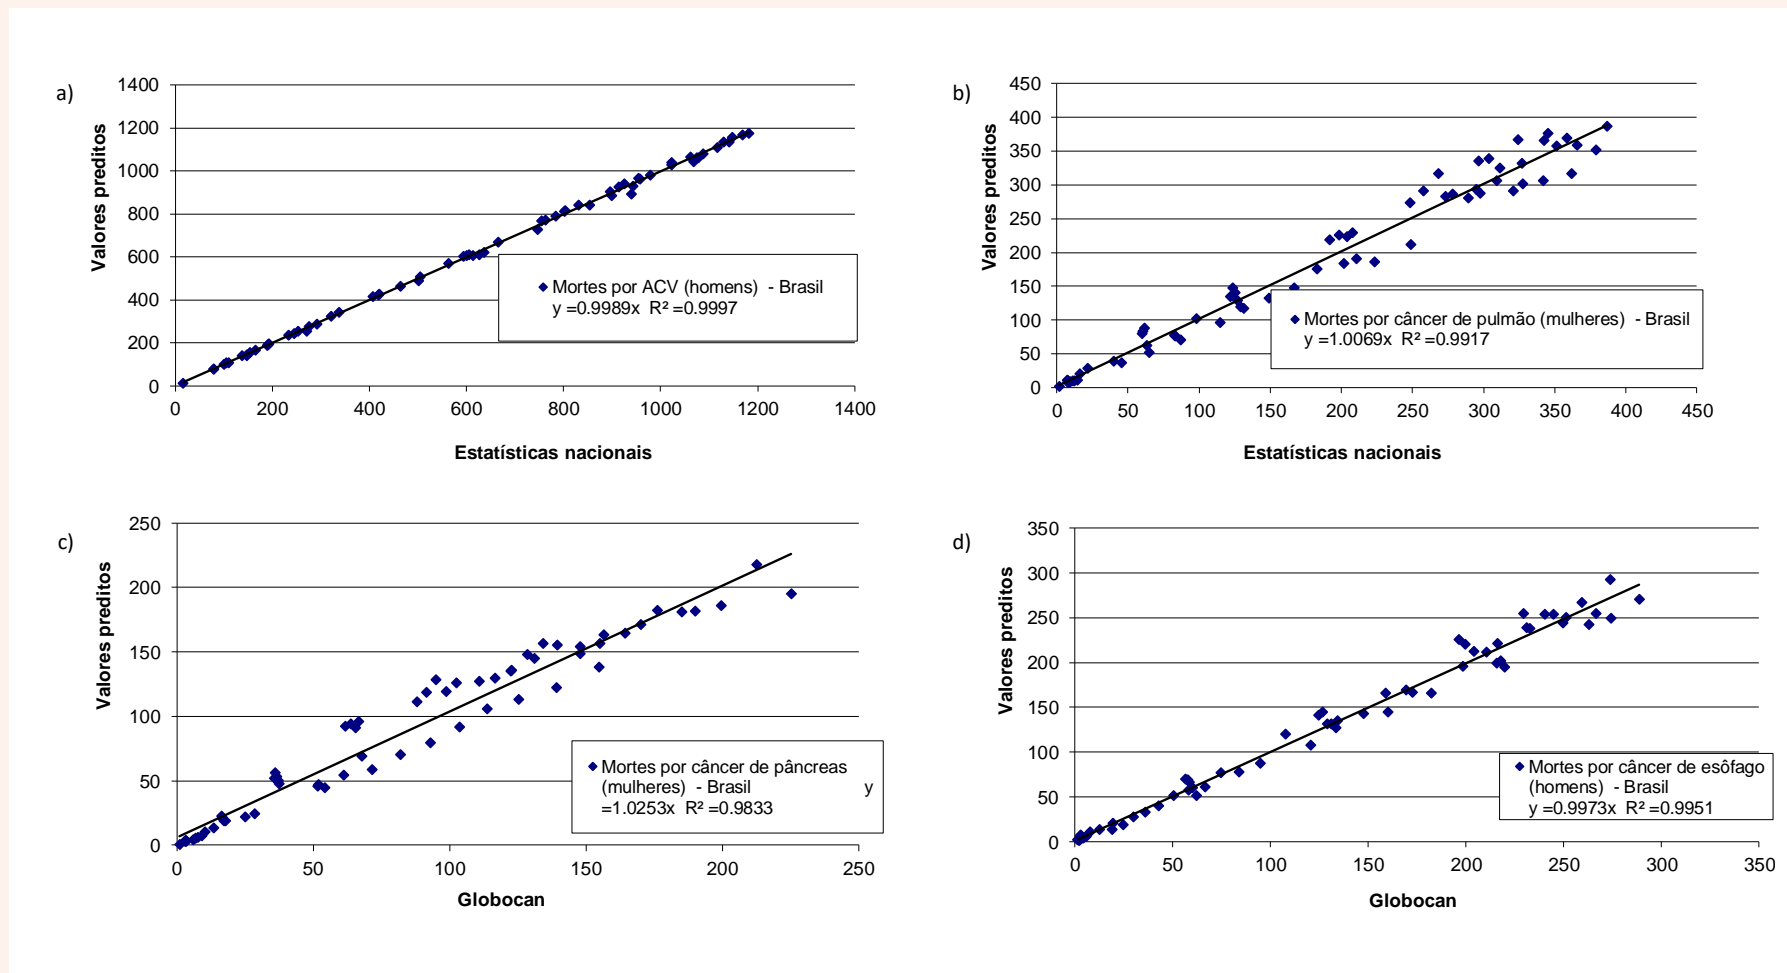 a)
Valores preditos
1400
1200
1000
800
600
400
200
0
0 200 400 600 800 1000 1200 1400
Estatísticas nacionais
Mortes por ACV (homens) - Brasil
y =0.9989x R² =0.9997
b)
Valores preditos
450
400
350
300
250
200
150
100
50
0
0 50 100 150 200 250 300 350 400 450
Estatísticas nacionais
Mortes por câncer de pulmão (mulheres) - Brasil
y =1.0069x R² =0.9917
c)
Valores preditos
250
200
150
100
50
0
0 50 100 150 200 250
Globocan
Mortes por câncer de pâncreas
(mulheres) - Brasil y
=1.0253x R² =0.9833
d)
Valores preditos
350
300
250
200
150
100
50
0
0 50 100 150 200 250 300 350
Globocan
Mortes por câncer de esôfago
(homens) - Brasil
y =0.9973x R² =0.9951